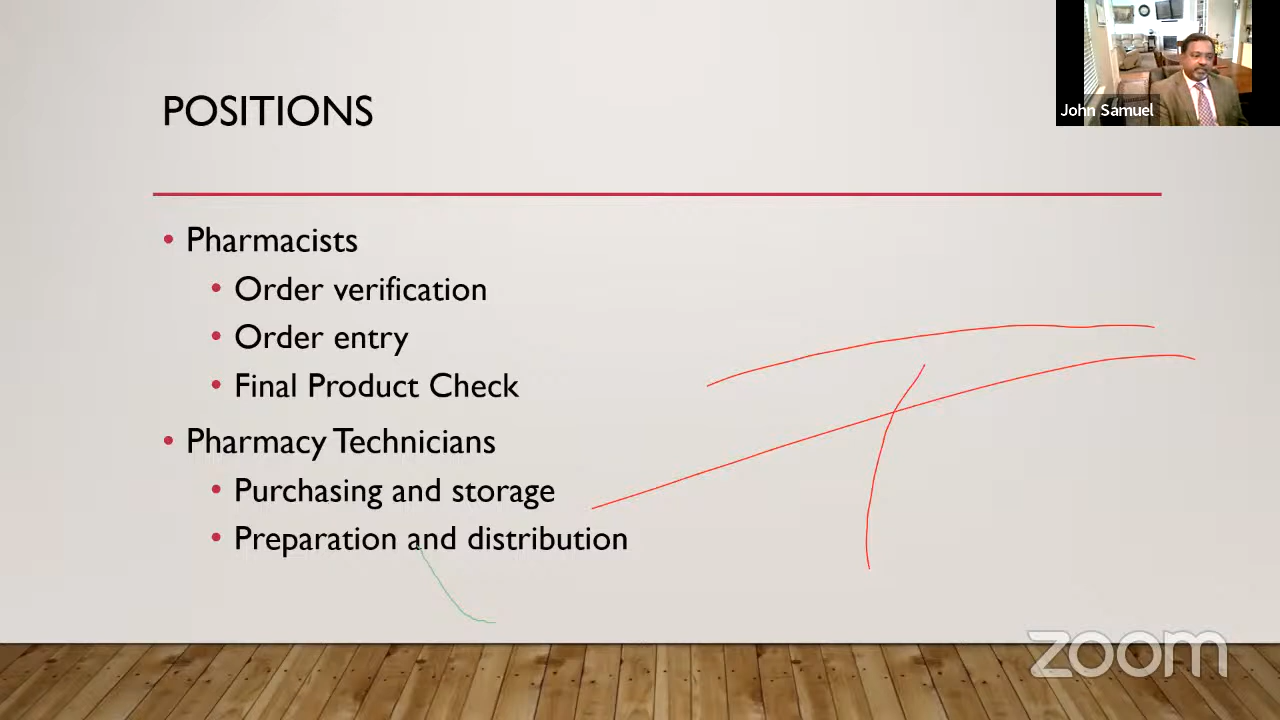 POSITIONS
John Samuel
• Pharmacists
• Order verification
• Order entry
• Final Product Check
• Pharmacy Technicians
• Purchasing and storage
• Preparation and distribution
zoom